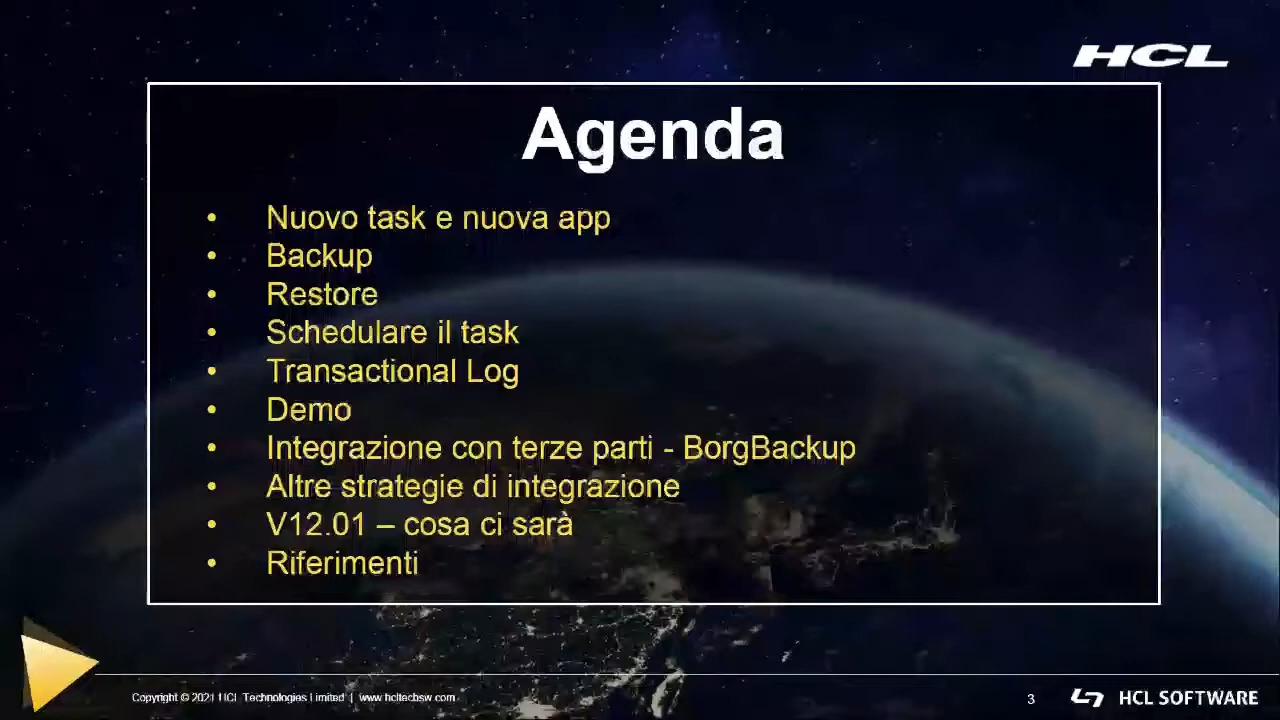 HCL
Agenda
• Nuovo task e nuova app
• Backup
• Restore
• Schedulare il task
• Transactional Log
• Demo
• Integrazione con terze parti - BorgBackup
• Altre strategie di integrazione
• V12.01 – cosa ci sarà
• Riferimenti
Copyright © 2021 HCL Technologies Limited | www.hcltechsw.com
3
HCL SOFTWARE